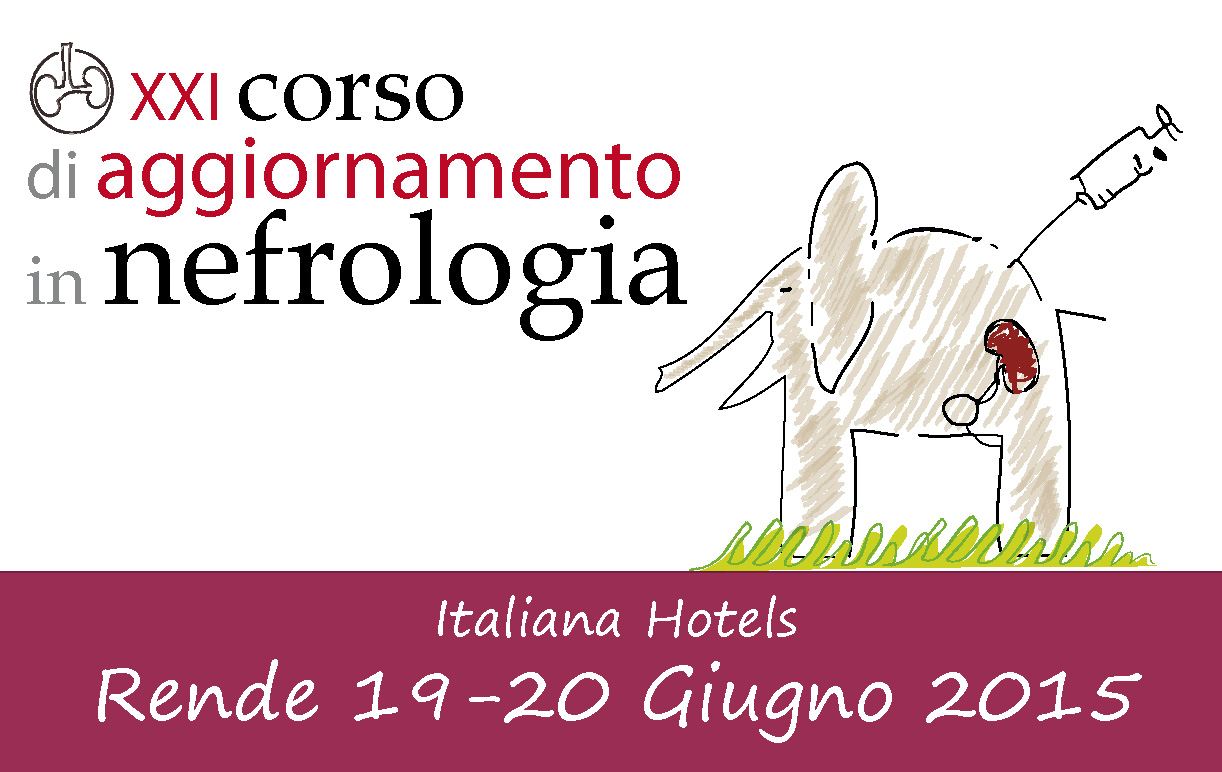 XXI corso
di aggiornamento
in nefrologia
Italiana Hotels
Rende 19-20 Giugno 2015